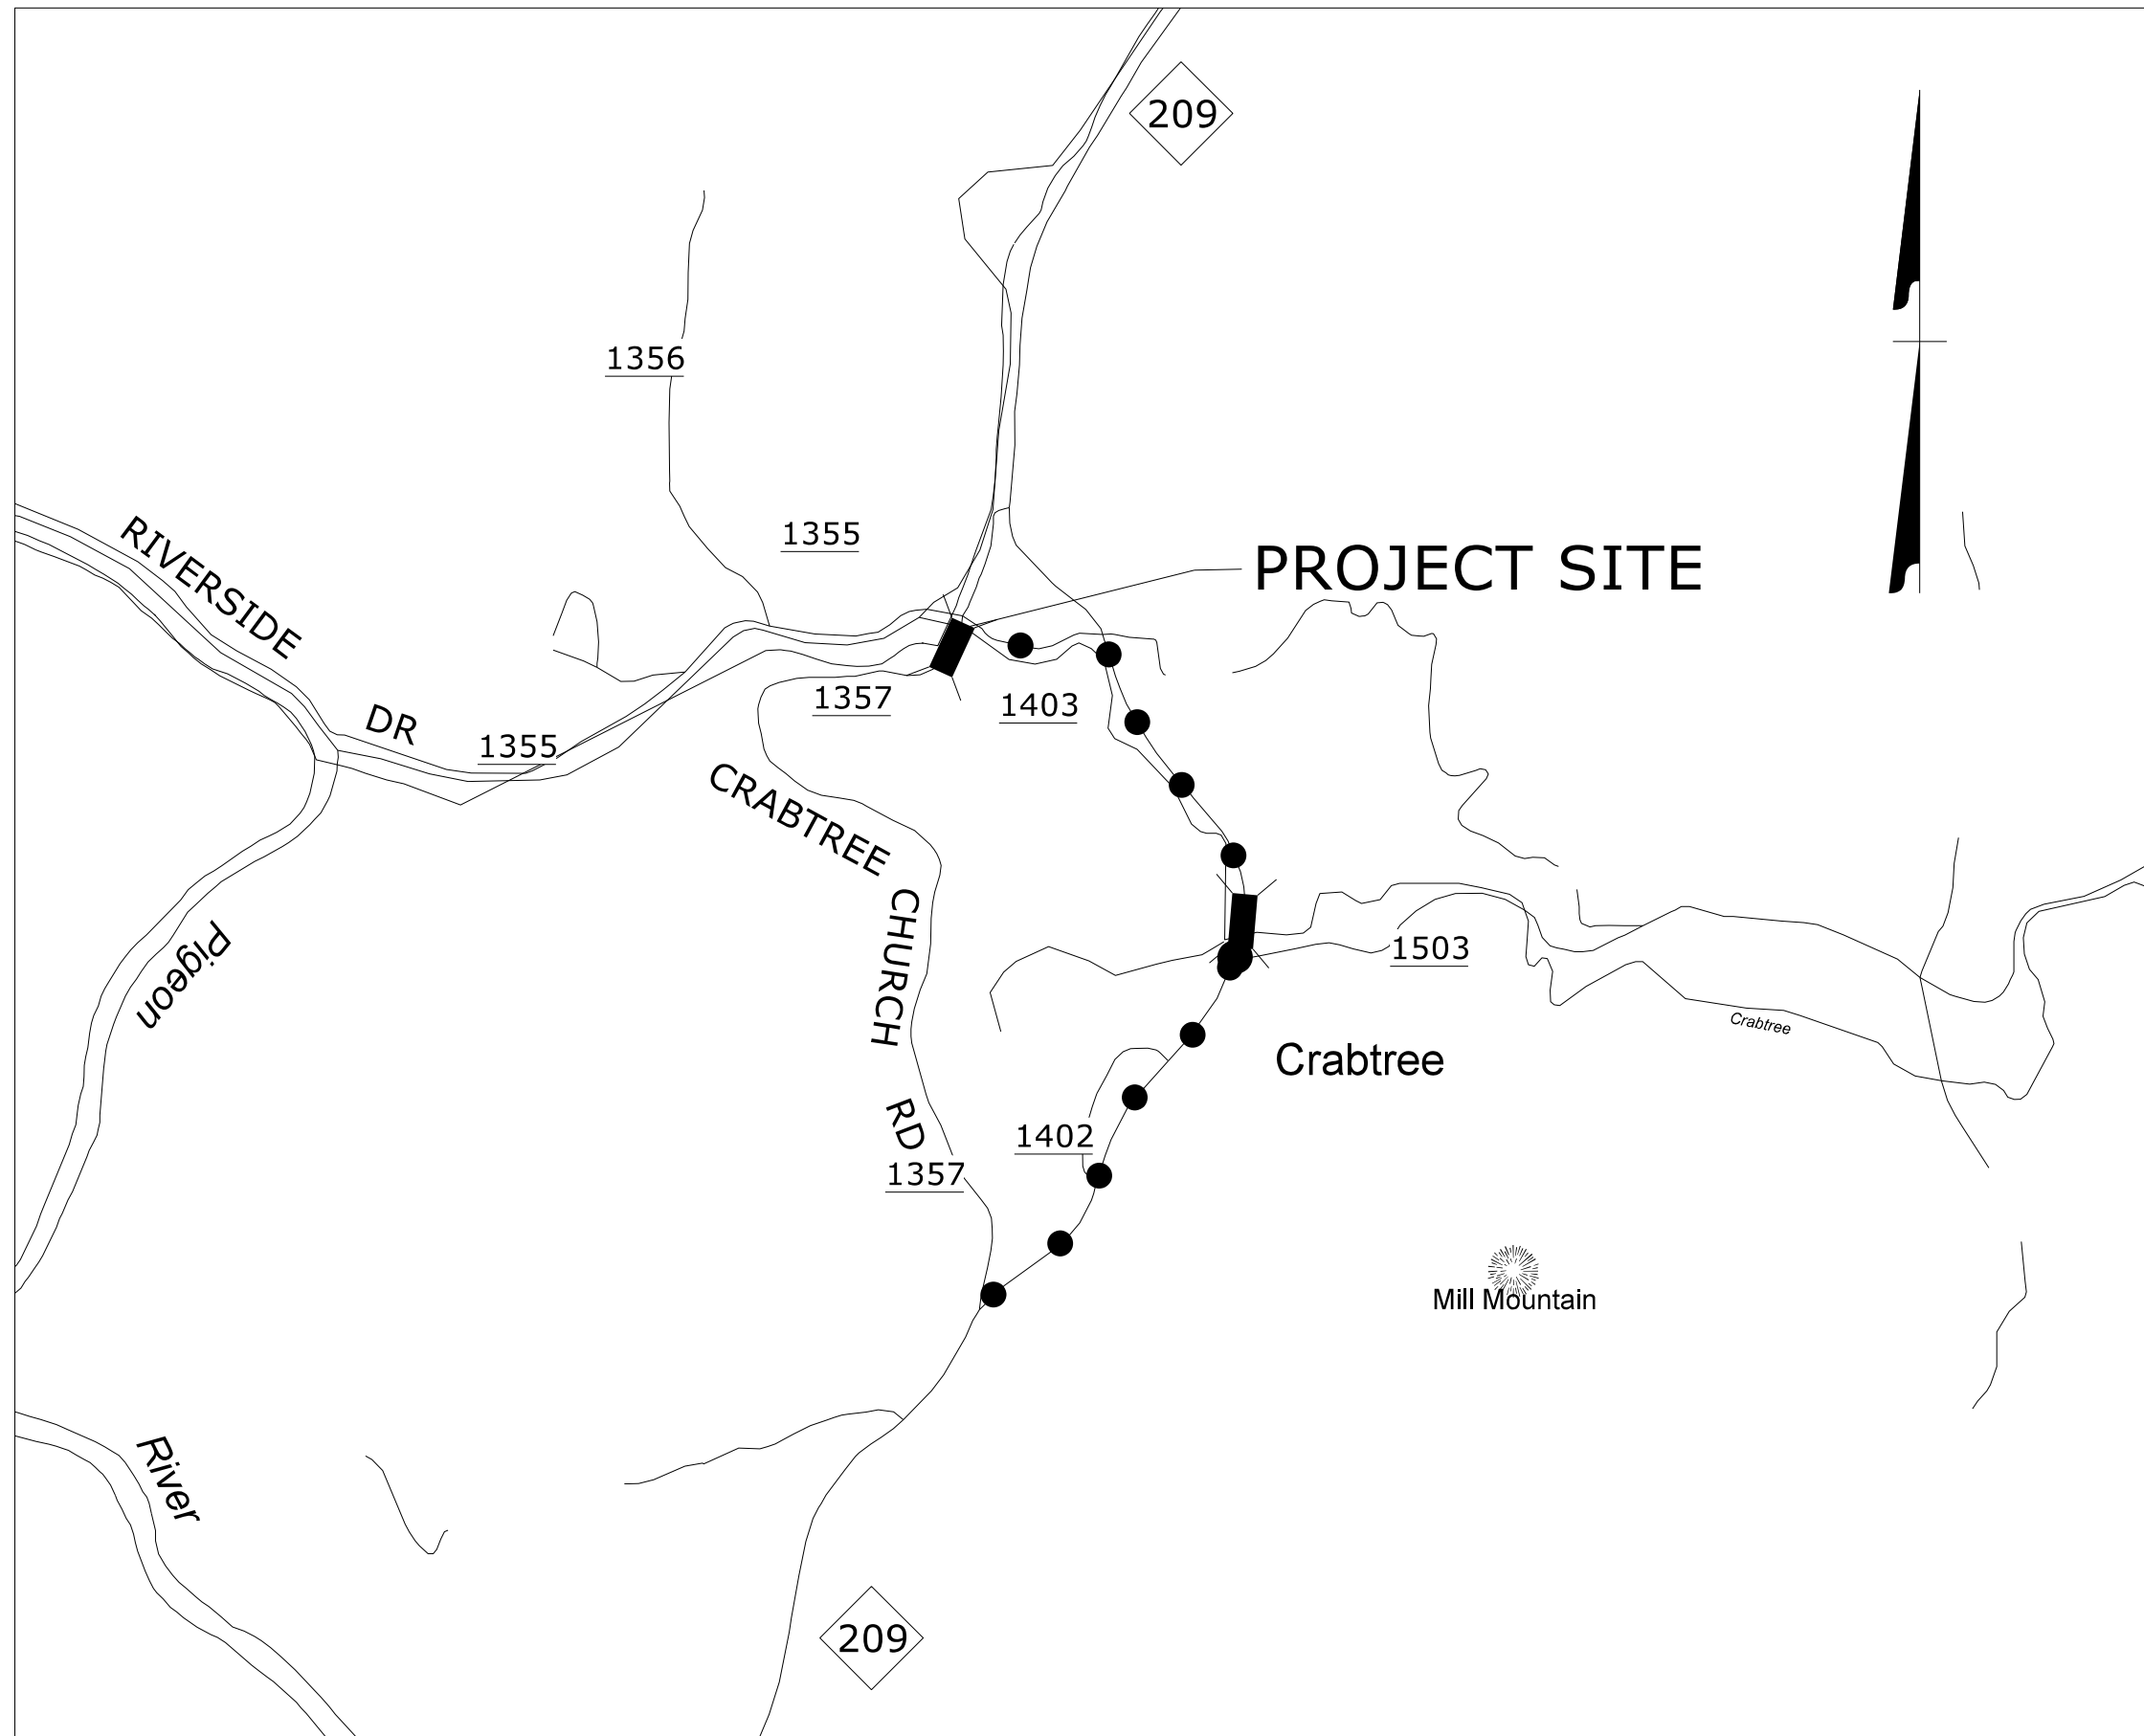 209
1356
1355
RIVERSIDE DR
PROJECT SITE
1357
1403
1355
CRABTREE CHURCH RD
Pigeon
1503
Crabtree
Crabtree
1402
1357
Mill Mountain
River
209